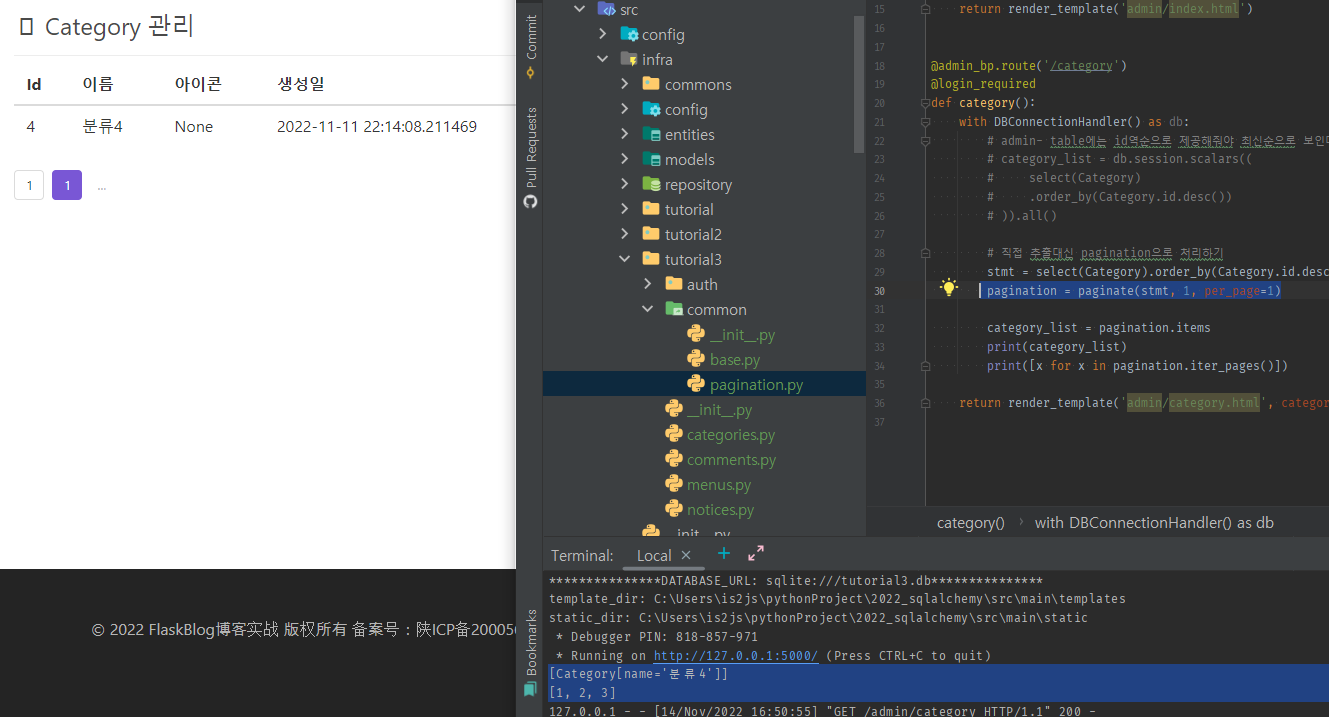 Category 관리
Id 이름 아이콘 생성일
4 분류4 None 2022-11-11 22:14:08.211469
1 1 ...
© 2022 FlaskBlog博客实战 版权所有 备案号：陕ICP备20005
Commit
Pull Requests
Bookmarks
src
config
infra
commons
config
entities
models
repository
tutorial
tutorial2
tutorial3
auth
common
__init__.py
base.py
pagination.py
__init__.py
categories.py
comments.py
menus.py
notices.py
__init__.py
15 return render_template('admin/index.html')
16
17
18 @admin_bp.route('/category')
19 @login_required
20 def category():
21 with DBConnectionHandler() as db:
22 # admin- table에는 id역순으로 제공해줘야 최신순으로
23 # category_list = db.session.scalars((
24 # select(Category)
25 # .order_by(Category.id.desc())
26 # )).all()
27
28 # 직접 추출대신 pagination으로 처리하기
29 stmt = select(Category).order_by(Category.id.desc
30 pagination = paginate(stmt, 1, per_page=1)
31
32 category_list = pagination.items
33 print(category_list)
34 print([x for x in pagination.iter_pages()])
35
36 return render_template('admin/category.html', categor
37
category() › with DBConnectionHandler() as db
Terminal: Local × +
***************DATABASE_URL: sqlite:///tutorial3.db***************
template_dir: C:\Users\is2js\pythonProject\2022_sqlalchemy\src\main\templates
static_dir: C:\Users\is2js\pythonProject\2022_sqlalchemy\src\main\static
* Debugger PIN: 818-857-971
* Running on http://127.0.0.1:5000/ (Press CTRL+C to quit)
[Category[name='분류4']]
[1, 2, 3]
127.0.0.1 - - [14/Nov/2022 16:50:55] "GET /admin/category HTTP/1.1" 200 -